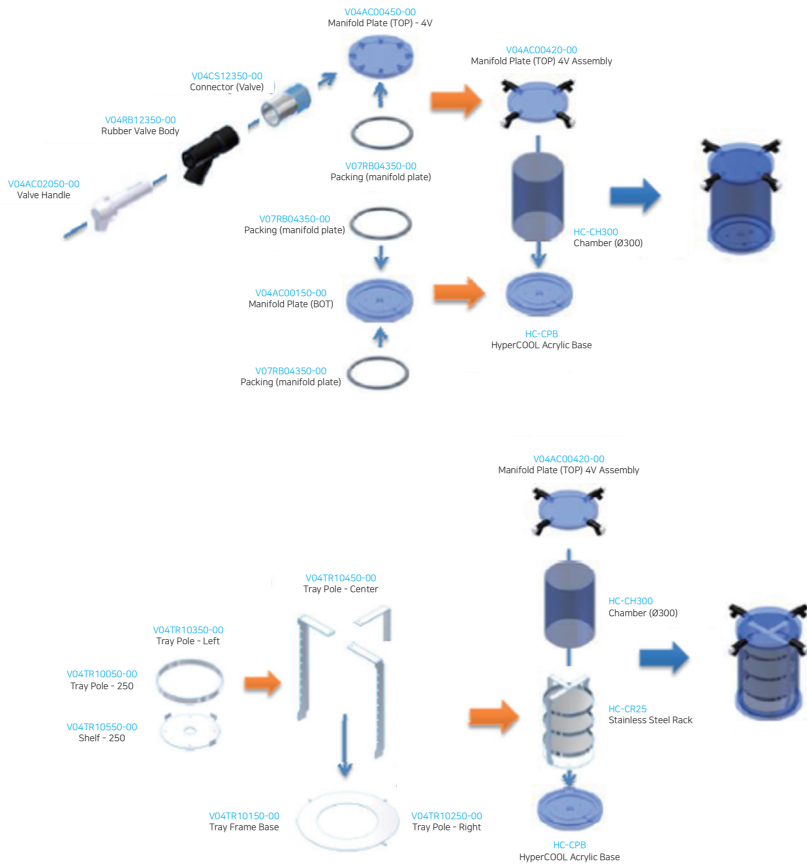 V04AC00450-00
Manifold Plate (TOP) - 4V
V04AC00420-00
Manifold Plate (TOP) 4V Assembly
V04CS12350-00
Connector (Valve)
V04RB12350-00
Rubber Valve Body
V07RB04350-00
Packing (manifold plate)
V04AC02050-00
Valve Handle
V07RB04350-00
Packing (manifold plate)
HC-CH300
Chamber (Ø300)
V04AC00150-00
Manifold Plate (BOT)
HC-CPB
HyperCOOL Acrylic Base
V07RB04350-00
Packing (manifold plate)
V04AC00420-00
Manifold Plate (TOP) 4V Assembly
V04TR10450-00
Tray Pole - Center
HC-CH300
Chamber (Ø300)
V04TR10350-00
Tray Pole - Left
V04TR10050-00
Tray Pole - 250
HC-CR25
Stainless Steel Rack
V04TR10550-00
Shelf - 250
V04TR10150-00
Tray Frame Base
V04TR10250-00
Tray Pole - Right
HC-CPB
HyperCOOL Acrylic Base